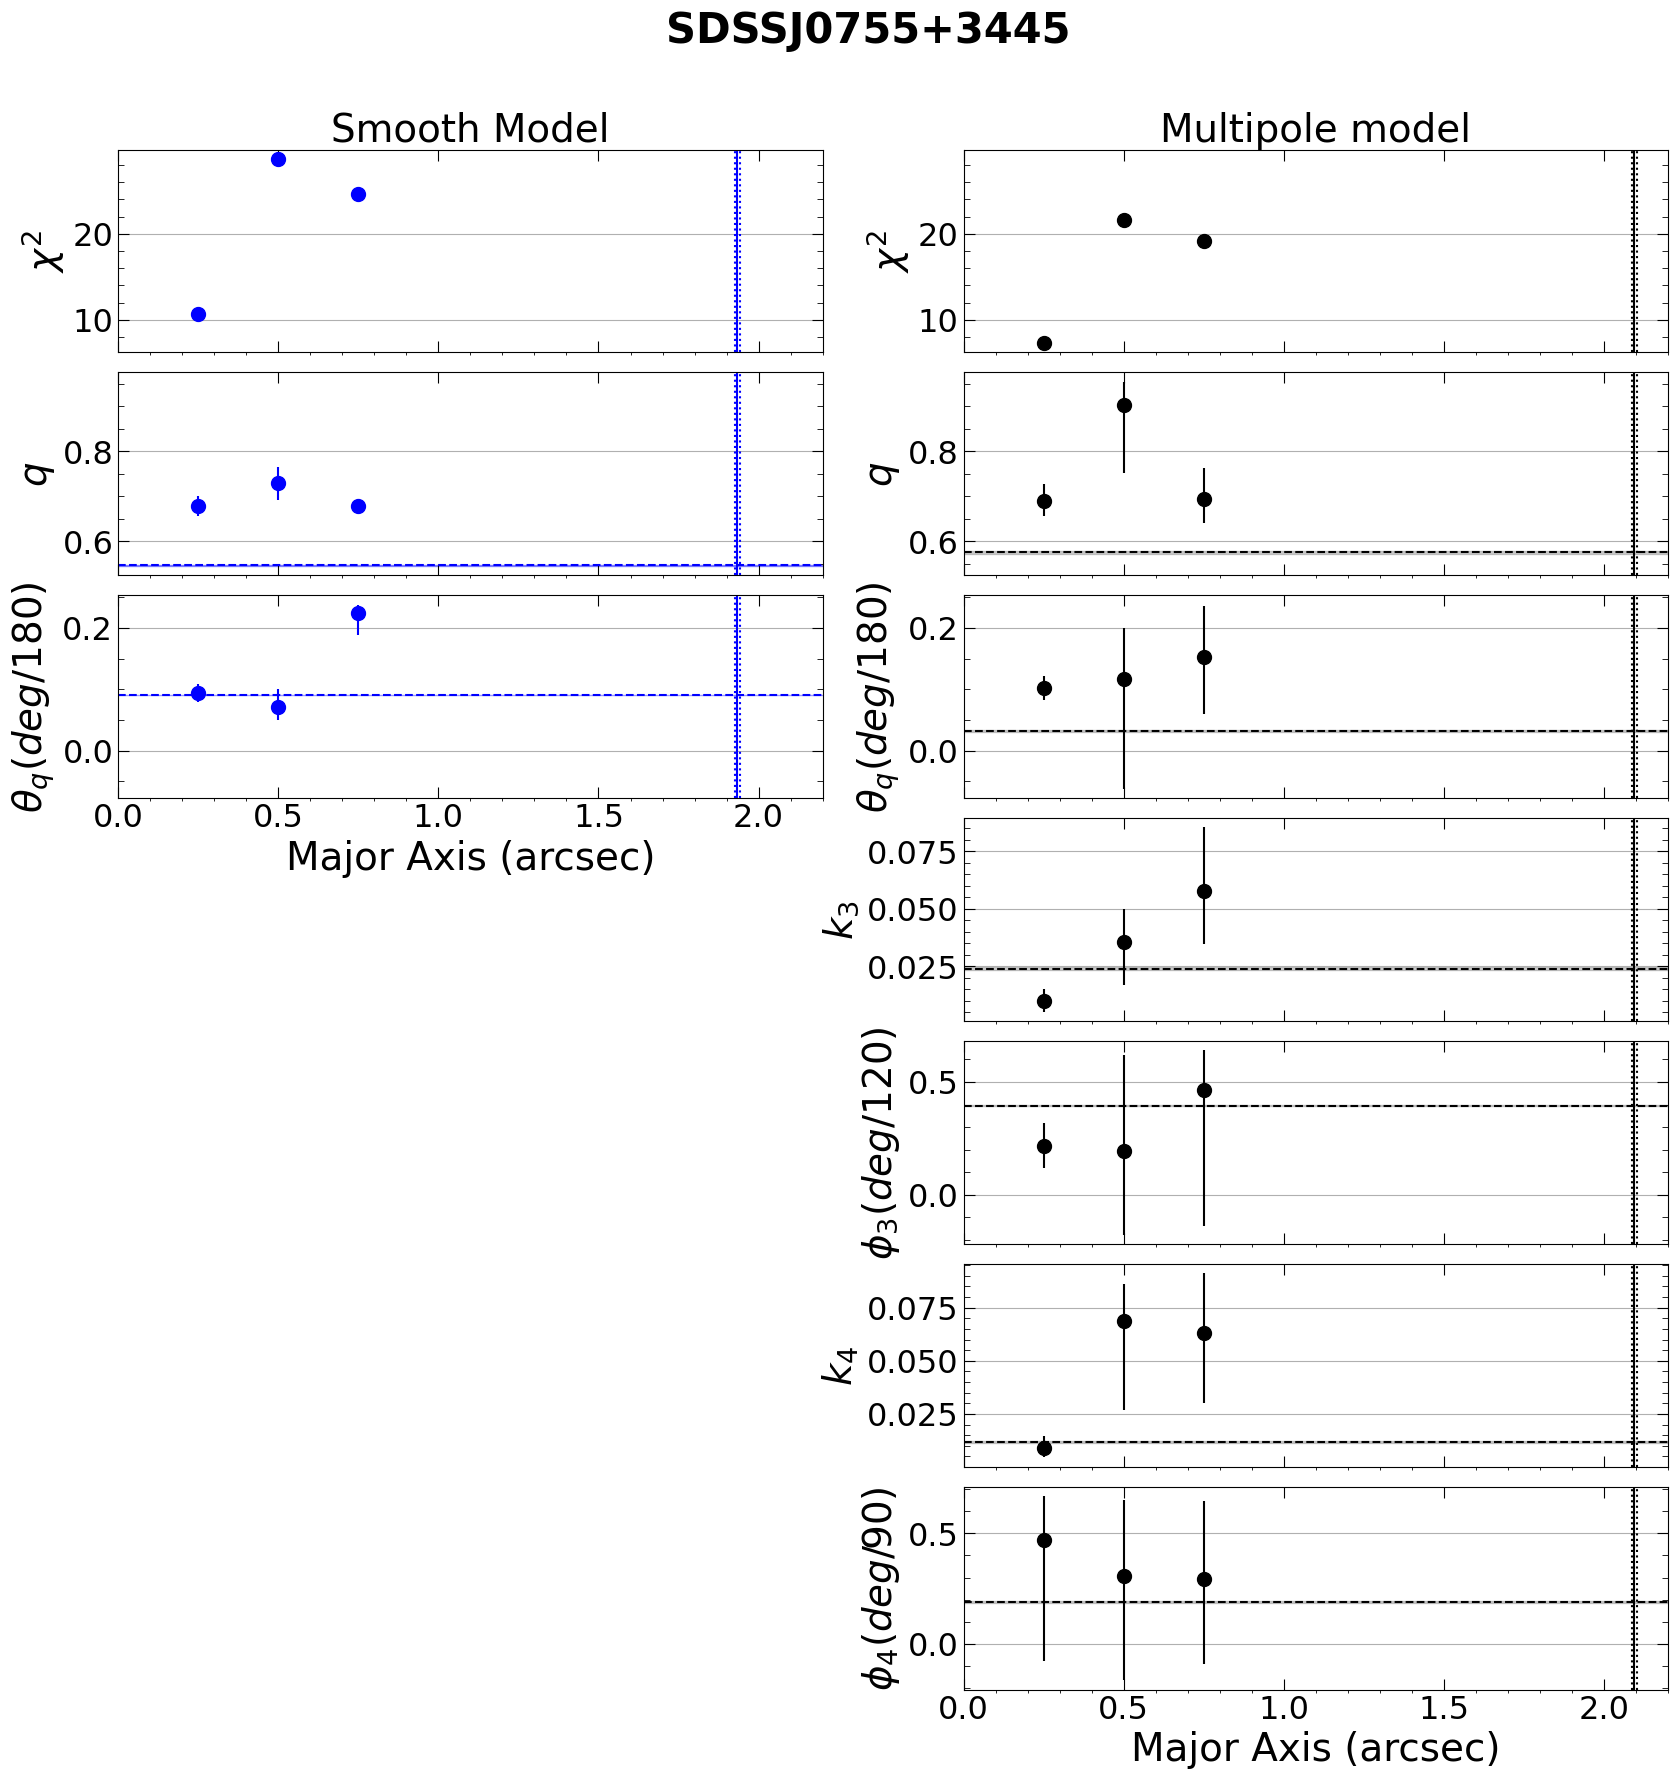 SDSSJ0755+3445
Smooth Model
χ²
20
10
q
0.8
0.6
θ_q(deg/180)
0.2
0.0
0.0 0.5 1.0 1.5 2.0
Major Axis (arcsec)
Multipole model
χ²
20
10
q
0.8
0.6
θ_q(deg/180)
0.2
0.0
k₃
0.075
0.050
0.025
ϕ₃(deg/120)
0.5
0.0
k₄
0.075
0.050
0.025
ϕ₄(deg/90)
0.5
0.0
0.0 0.5 1.0 1.5 2.0
Major Axis (arcsec)